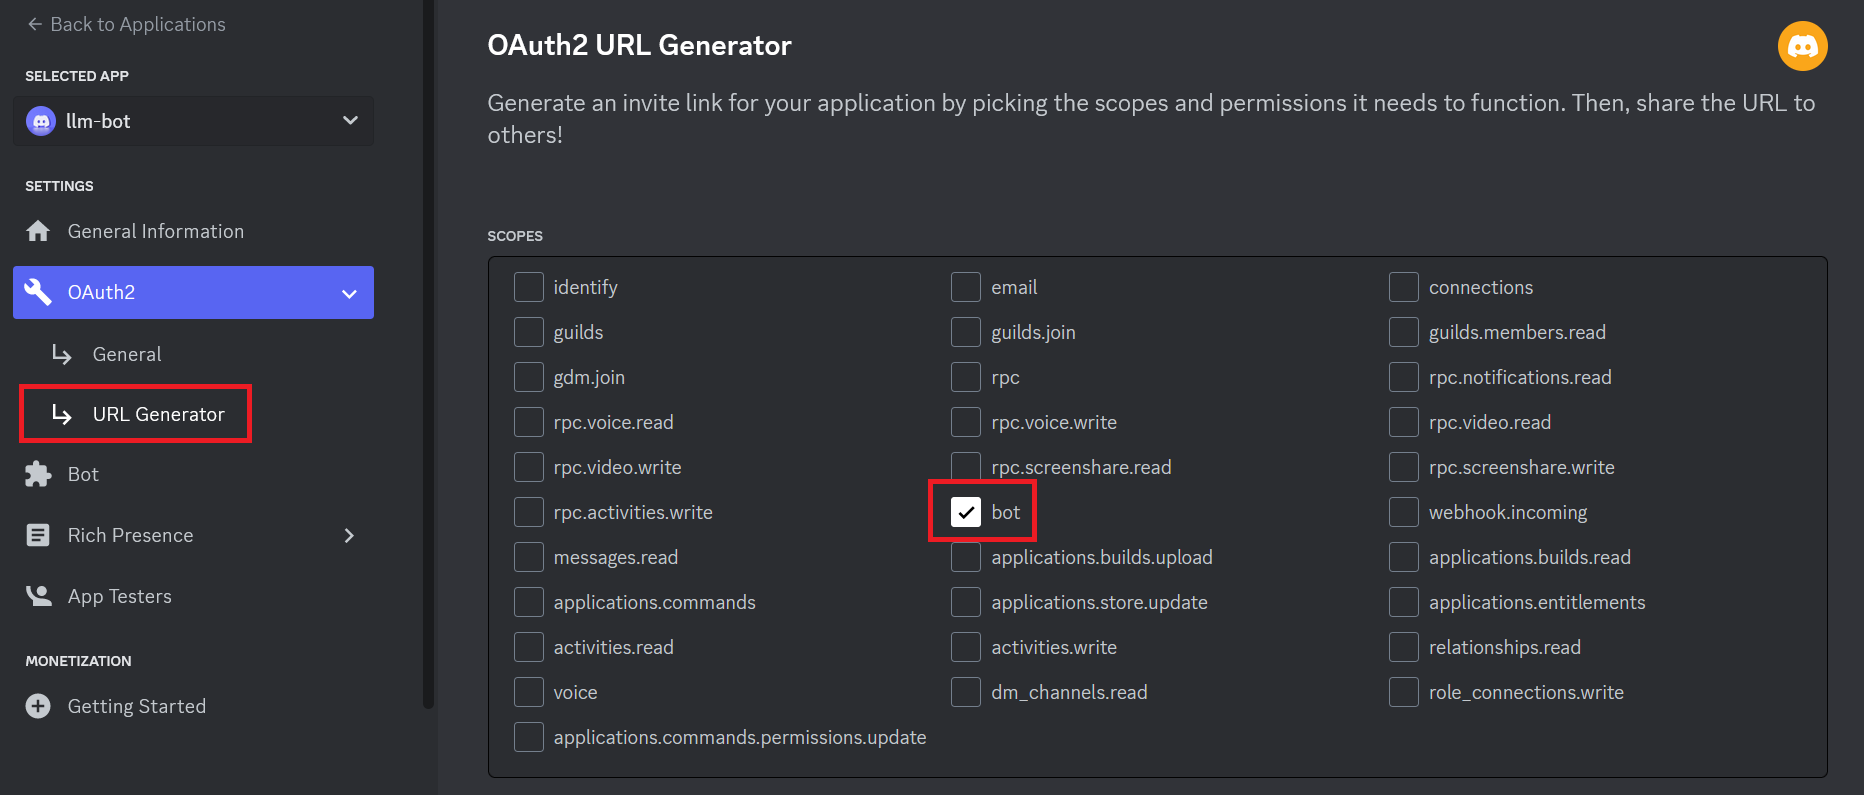 Back to Applications
SELECTED APP
llm-bot
SETTINGS
General Information
OAuth2
General
URL Generator
Bot
Rich Presence
App Testers
MONETIZATION
Getting Started
OAuth2 URL Generator
Generate an invite link for your application by picking the scopes and permissions it needs to function. Then, share the URL to
others!
SCOPES
identify email connections
guilds guilds.join guilds.members.read
gdm.join rpc rpc.notifications.read
rpc.voice.read rpc.voice.write rpc.video.read
rpc.video.write rpc.screenshare.read rpc.screenshare.write
rpc.activities.write bot webhook.incoming
messages.read applications.builds.upload applications.builds.read
applications.commands applications.store.update applications.entitlements
activities.read activities.write relationships.read
voice dm_channels.read role_connections.write
applications.commands.permissions.update